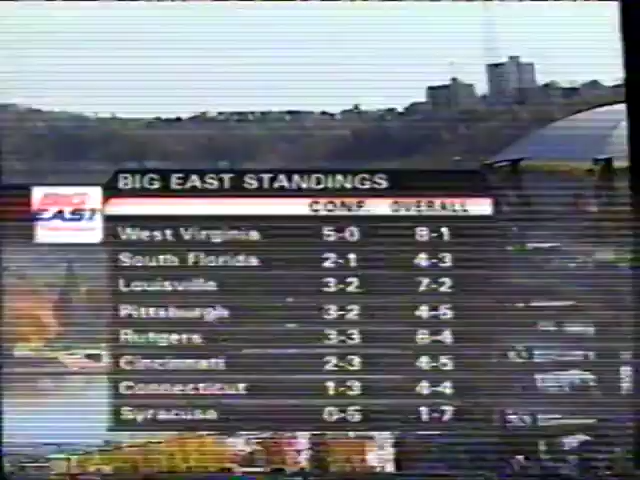 BIG EAST STANDINGS
BIG EAST
CONF. OVERALL
West Virginia 5-0 8-1
South Florida 2-1 4-3
Louisville 3-2 7-2
Pittsburgh 3-2 4-5
Rutgers 3-3 6-4
Cincinnati 2-3 4-5
Connecticut 1-3 4-4
Syracuse 0-5 1-7